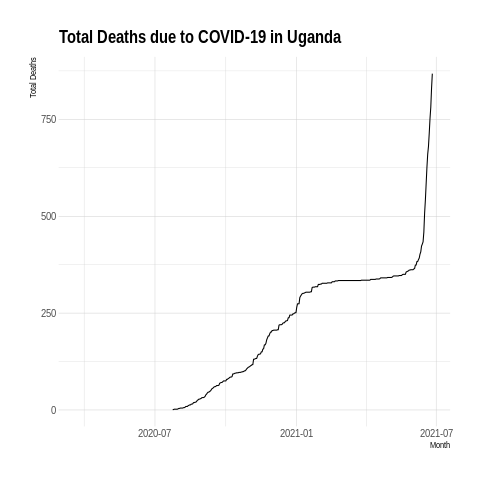 Total Deaths due to COVID-19 in Uganda
Total Deaths
750
500
250
0
2020-07
2021-01
2021-07
Month